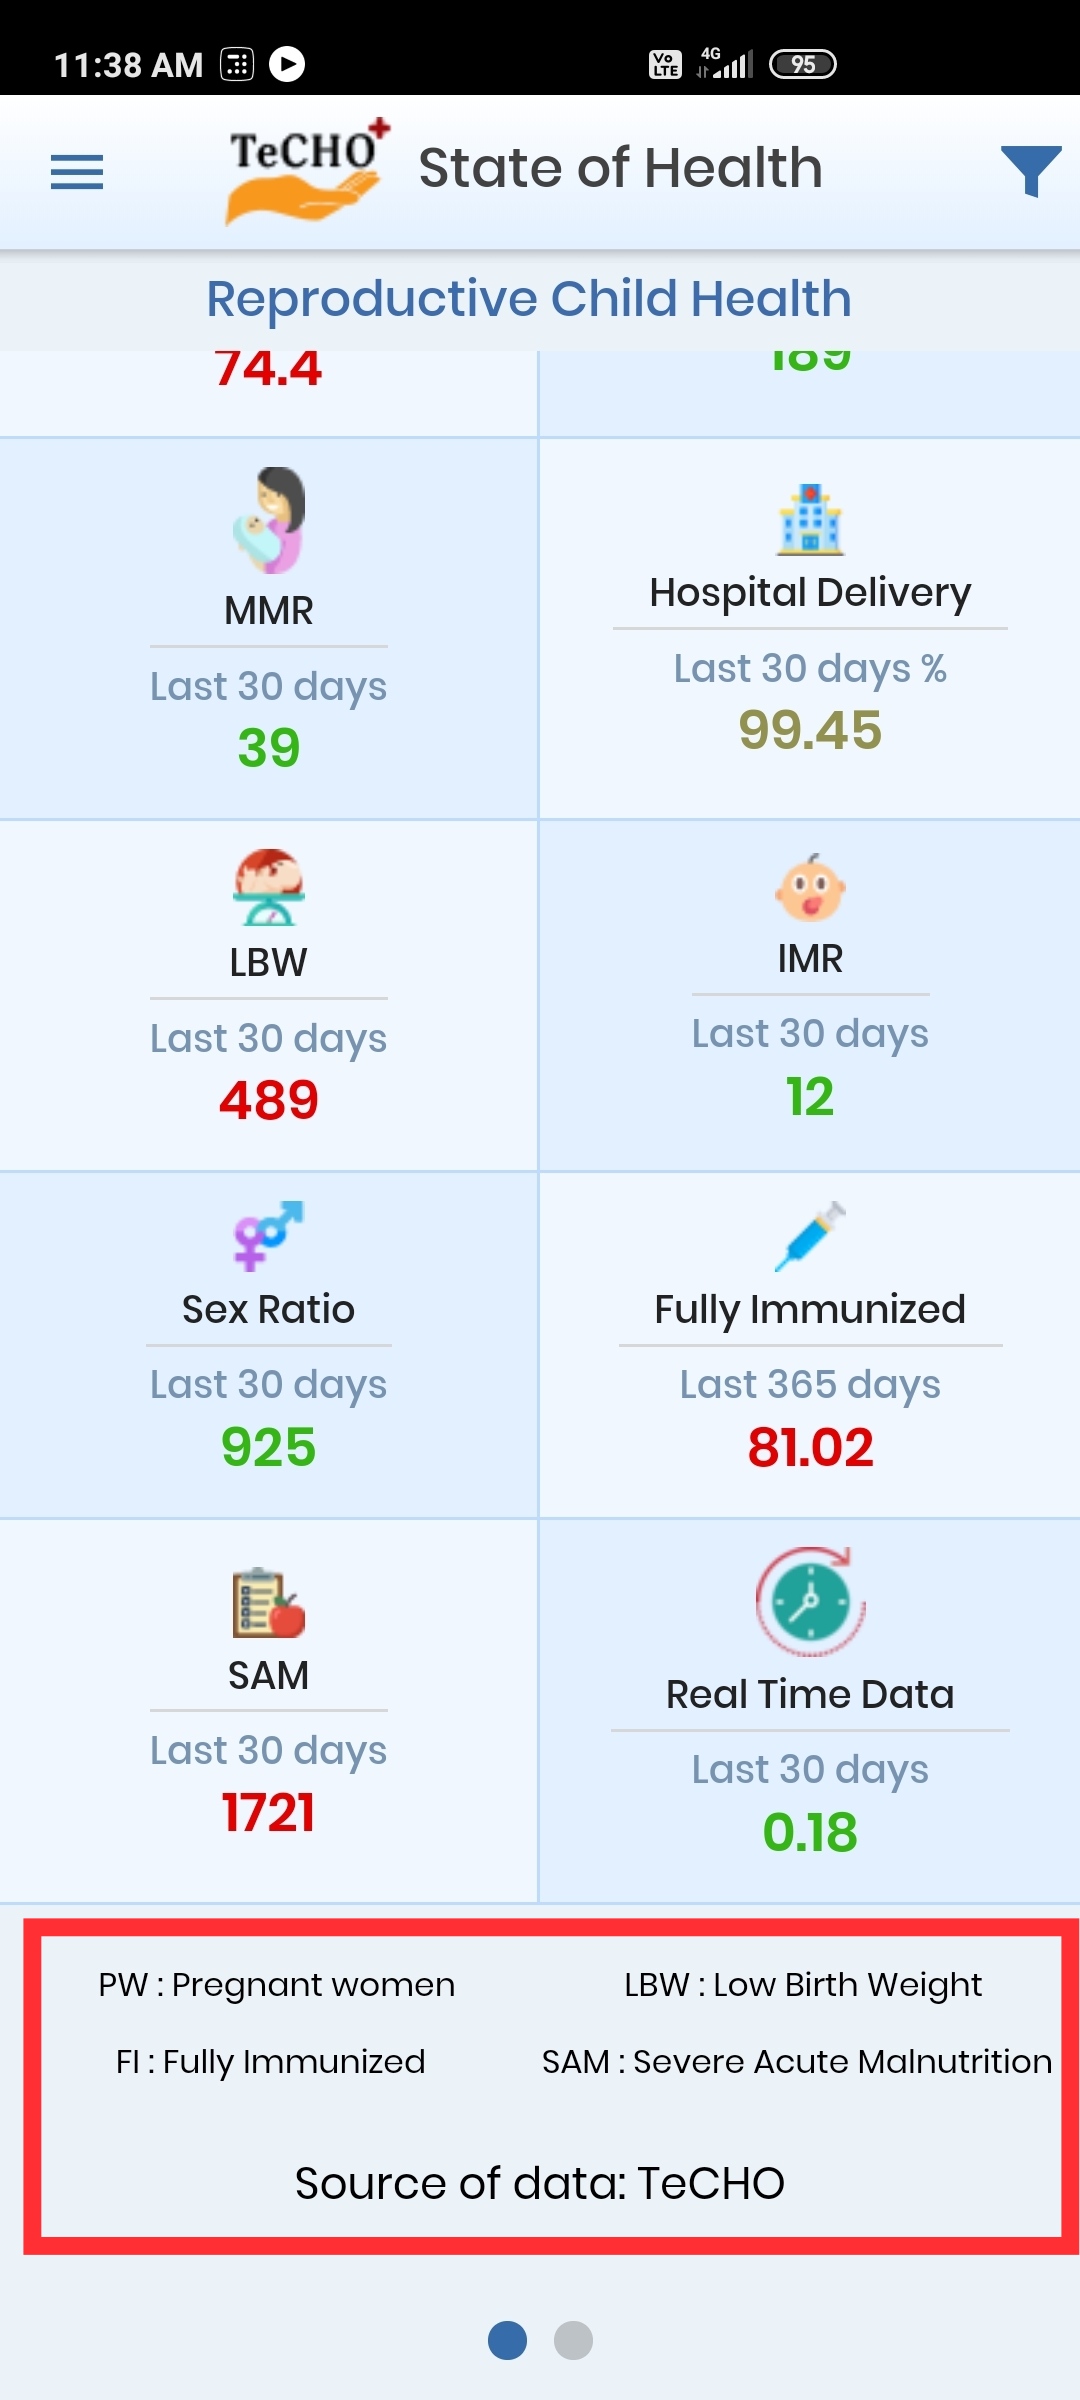 11:38 AM
Vo LTE 4G 95
TeCHO+ State of Health
Reproductive Child Health
74.4 189
MMR
Last 30 days
39
Hospital Delivery
Last 30 days %
99.45
LBW
Last 30 days
489
IMR
Last 30 days
12
Sex Ratio
Last 30 days
925
Fully Immunized
Last 365 days
81.02
SAM
Last 30 days
1721
Real Time Data
Last 30 days
0.18
PW : Pregnant women
LBW : Low Birth Weight
FI : Fully Immunized
SAM : Severe Acute Malnutrition
Source of data: TeCHO